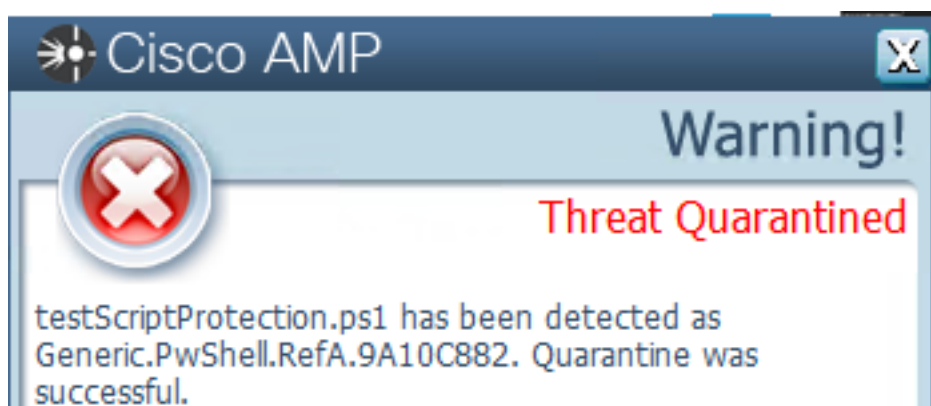 Cisco AMP
X
Warning!
Threat Quarantined
testScriptProtection.ps1 has been detected as
Generic.PwShell.RefA.9A10C882. Quarantine was
successful.